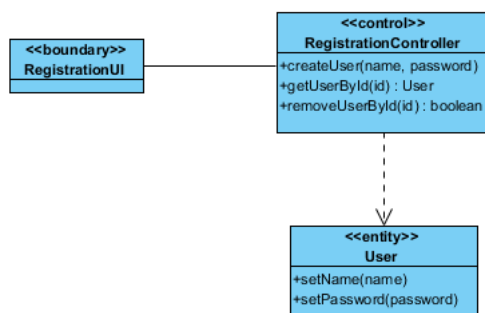 <<boundary>>
RegistrationUI
<<control>>
RegistrationController
+createUser(name, password)
+getUserById(id) : User
+removeUserById(id) : boolean
<<entity>>
User
+setName(name)
+setPassword(password)